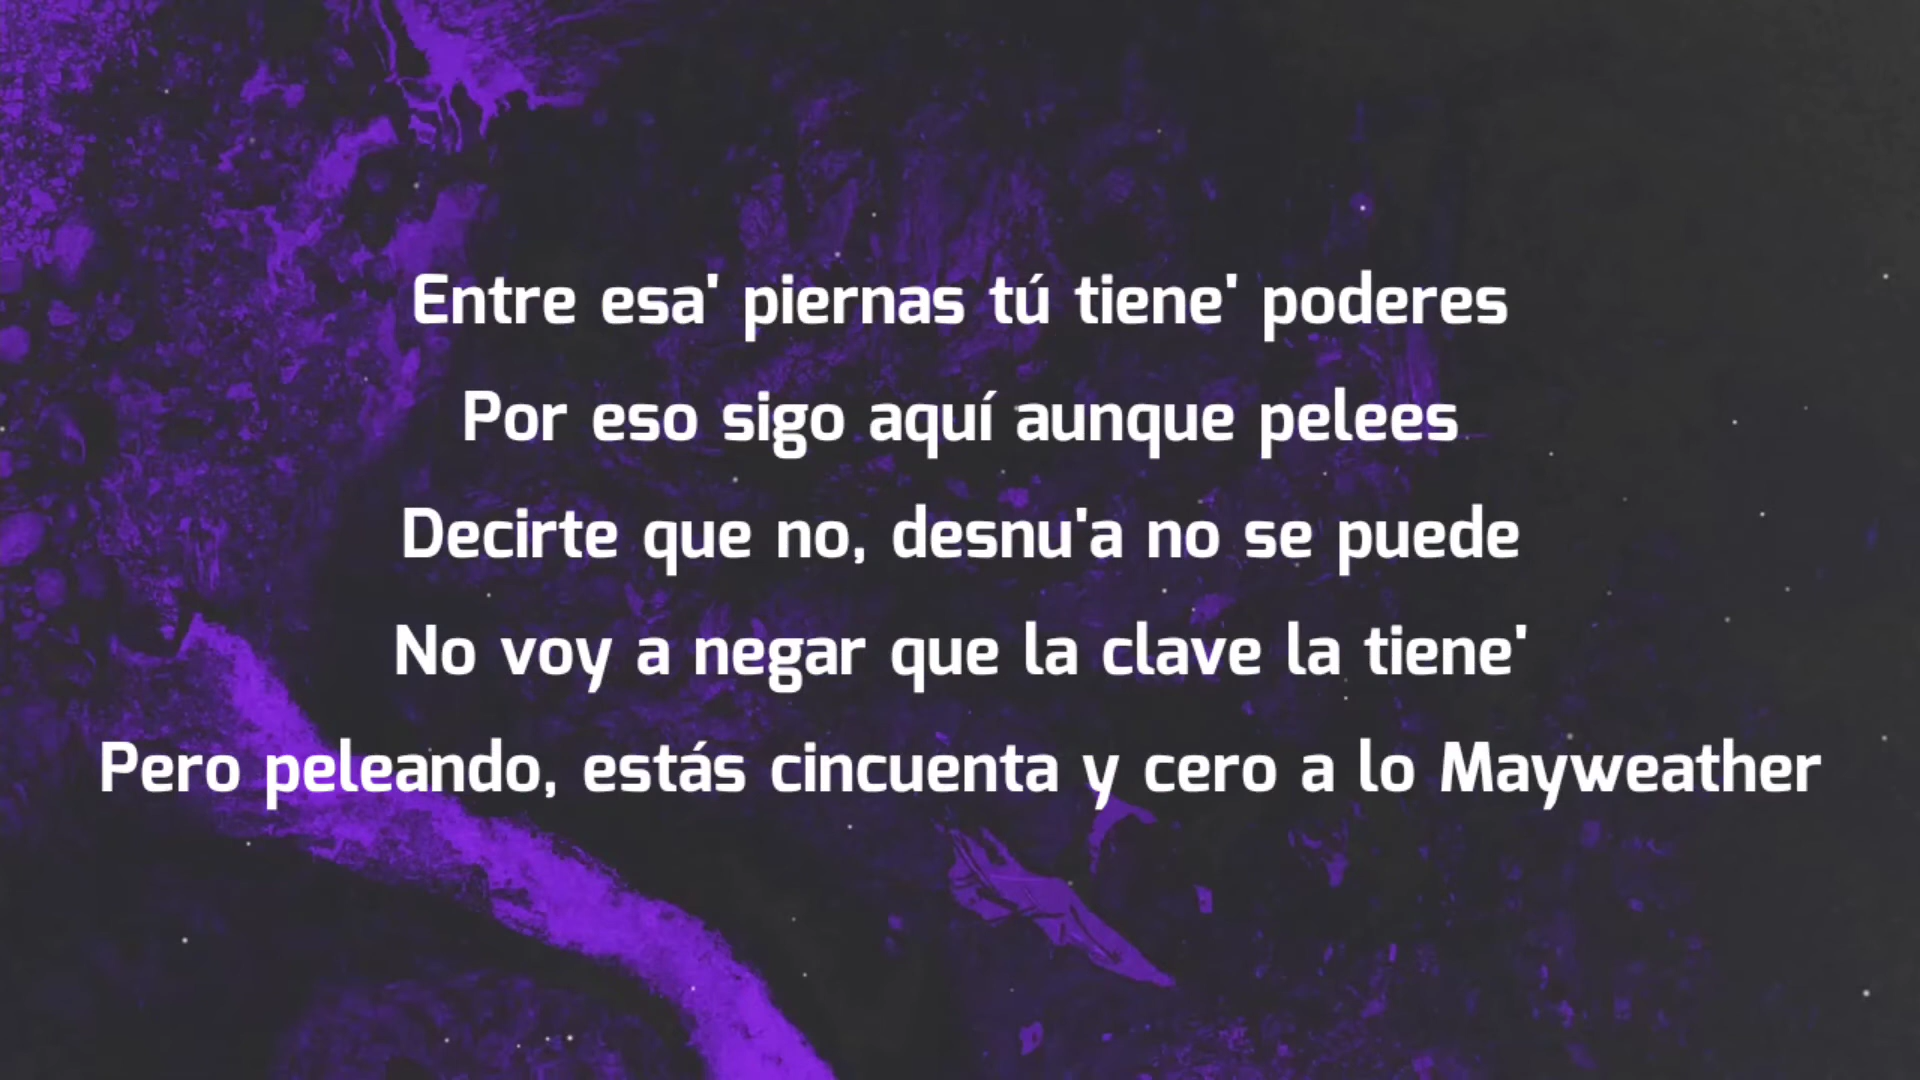 Entre esa' piernas tú tiene' poderes
Por eso sigo aquí aunque pelees
Decirte que no, desnu'a no se puede
No voy a negar que la clave la tiene'
Pero peleando, estás cincuenta y cero a lo Mayweather